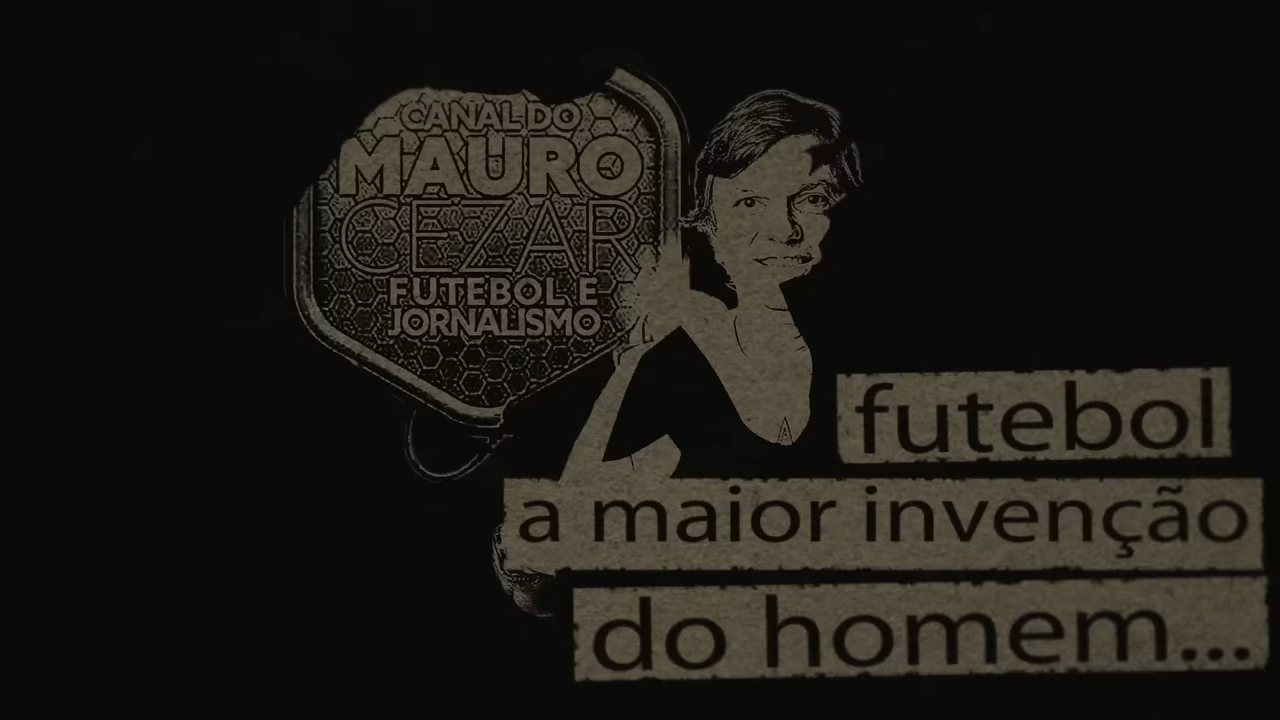 CANAL DO
MAURO
CEZAR
FUTEBOL E
JORNALISMO
futebol
a maior invenção
do homem...